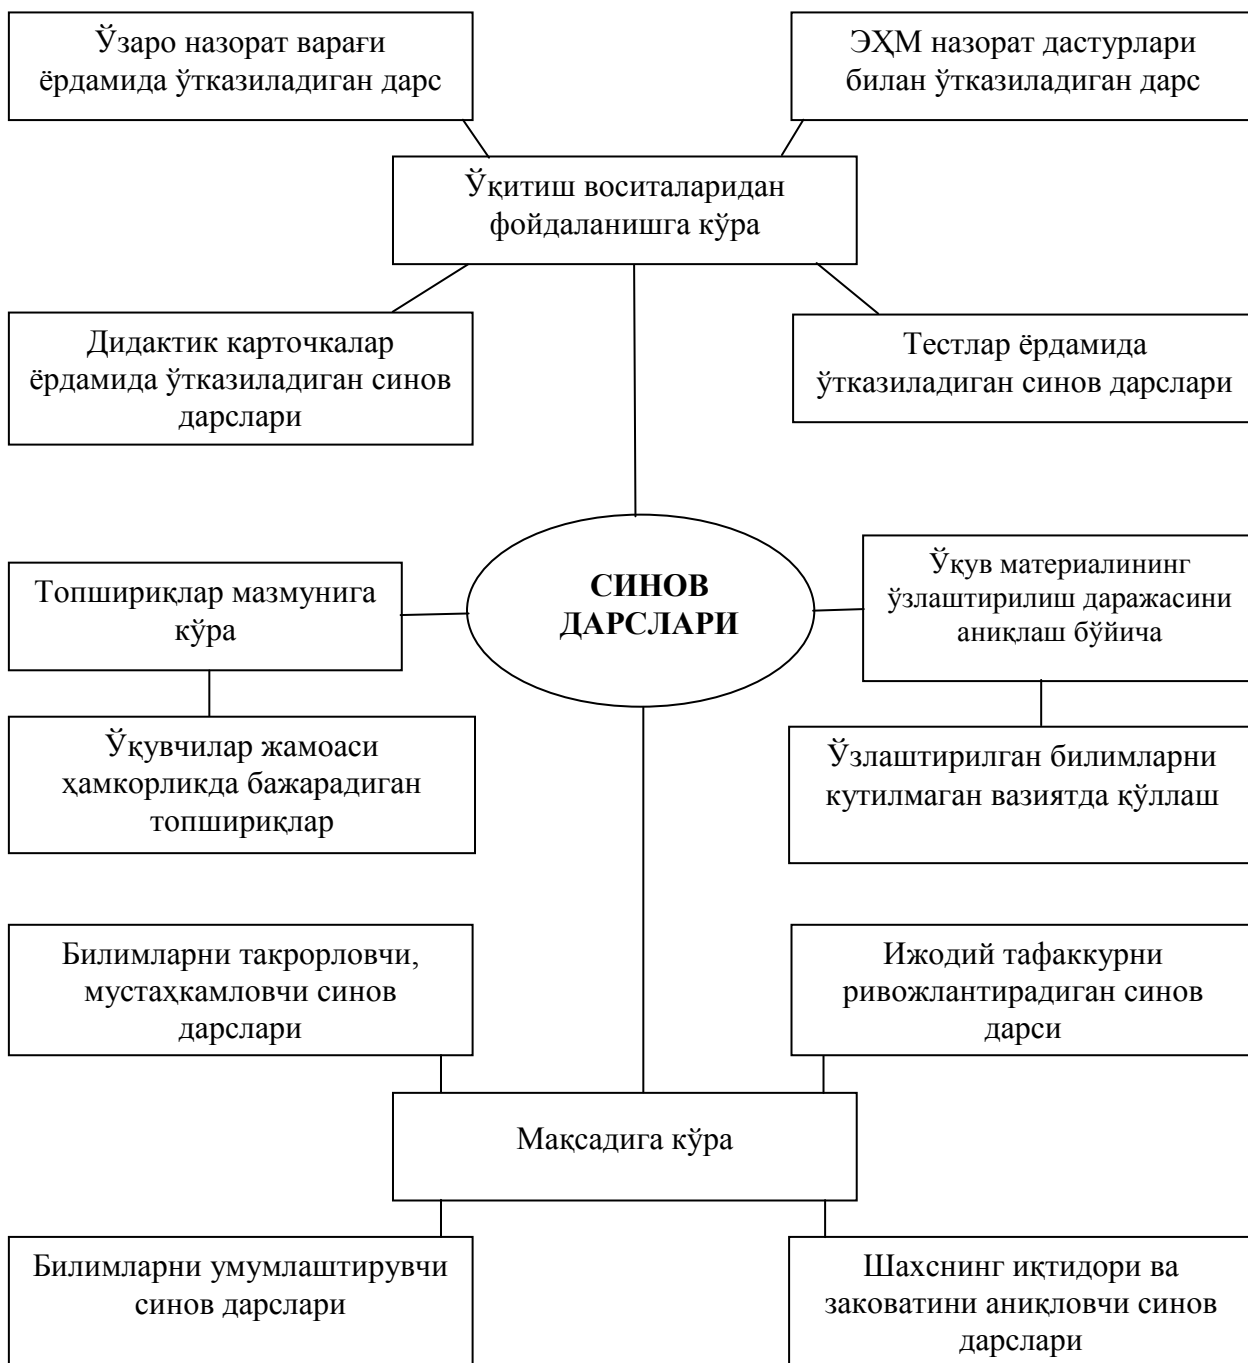 Ўзаро назорат варағи
ёрдамида ўтказиладиган дарс
ЭҲМ назорат дастурлари
билан ўтказиладиган дарс
Ўқитиш воситаларидан
фойдаланишга кўра
Дидактик карточкалар
ёрдамида ўтказиладиган синов
дарслари
Тестлар ёрдамида
ўтказиладиган синов дарслари
СИНОВ
ДАРСЛАРИ
Топшириқлар мазмунига
кўра
Ўқув материалининг
ўзлаштирилиш даражасини
аниқлаш бўйича
Ўқувчилар жамоаси
ҳамкорликда бажарадиган
топшириқлар
Ўзлаштирилган билимларни
кутилмаган вазиятда қўллаш
Билимларни такрорловчи,
мустаҳкамловчи синов
дарслари
Ижодий тафаккурни
ривожлантирадиган синов
дарси
Мақсадига кўра
Билимларни умумлаштирувчи
синов дарслари
Шахснинг иқтидори ва
заковатини аниқловчи синов
дарслари